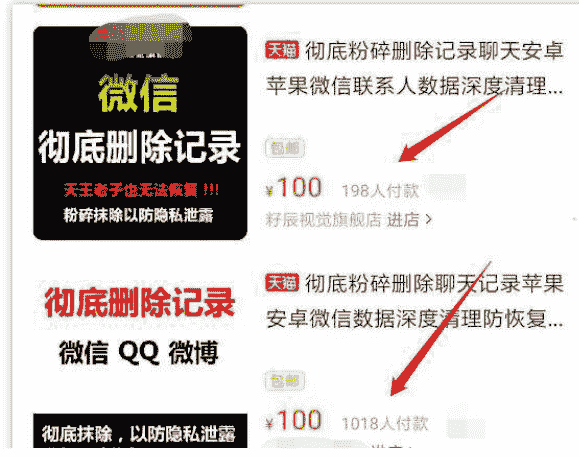 微信
彻底删除记录
天王老子也无法恢复!!!
粉碎抹除以防隐私泄露
天猫 彻底粉碎删除记录聊天安卓
苹果微信联系人数据深度清理...
包邮
¥100 198人付款
籽辰视觉旗舰店 进店>
彻底删除记录
微信 QQ 微博
彻底抹除，以防隐私泄露
天猫 彻底粉碎删除聊天记录苹果
安卓微信数据深度清理防恢复...
包邮
¥100 1018人付款